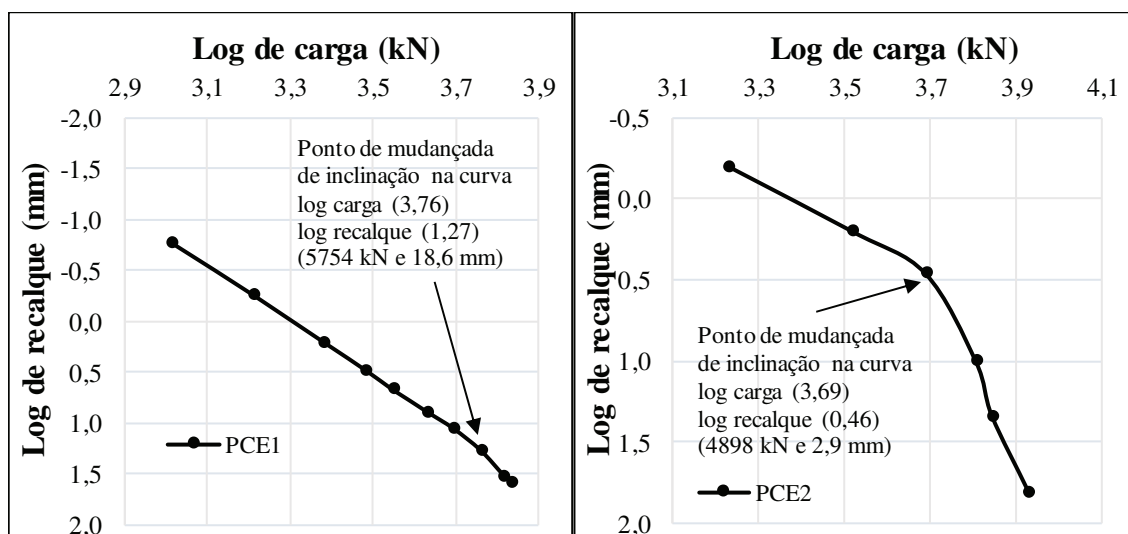 Log de carga (kN)
2,9 3,1 3,3 3,5 3,7 3,9
-2,0
-1,5
-1,0
-0,5
0,0
0,5
1,0
1,5
2,0
Log de recalque (mm)
Ponto de mudançada
de inclinação na curva
log carga (3,76)
log recalque (1,27)
(5754 kN e 18,6 mm)
PCE1
Log de carga (kN)
3,1 3,3 3,5 3,7 3,9 4,1
-0,5
0,0
0,5
1,0
1,5
2,0
Log de recalque (mm)
Ponto de mudançada
de inclinação na curva
log carga (3,69)
log recalque (0,46)
(4898 kN e 2,9 mm)
PCE2